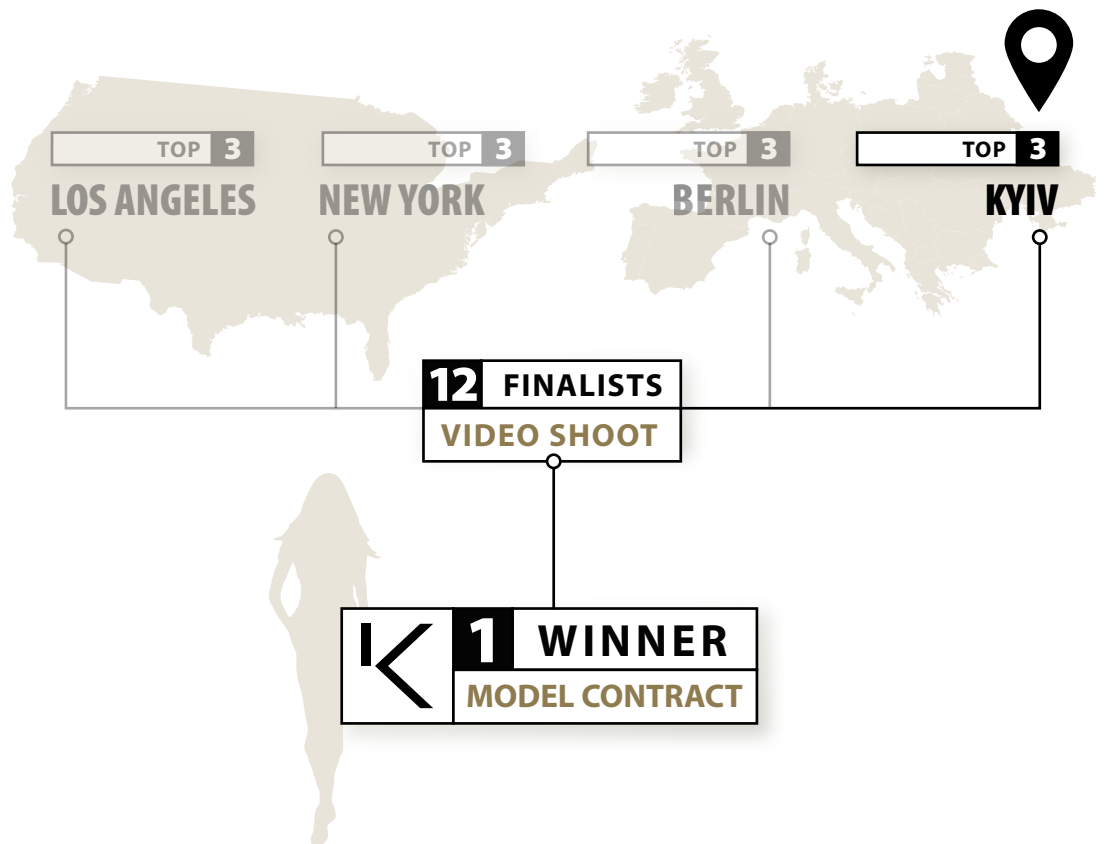 TOP 3
LOS ANGELES
TOP 3
NEW YORK
TOP 3
BERLIN
TOP 3
KYIV
12 FINALISTS
VIDEO SHOOT
K
1 WINNER
MODEL CONTRACT